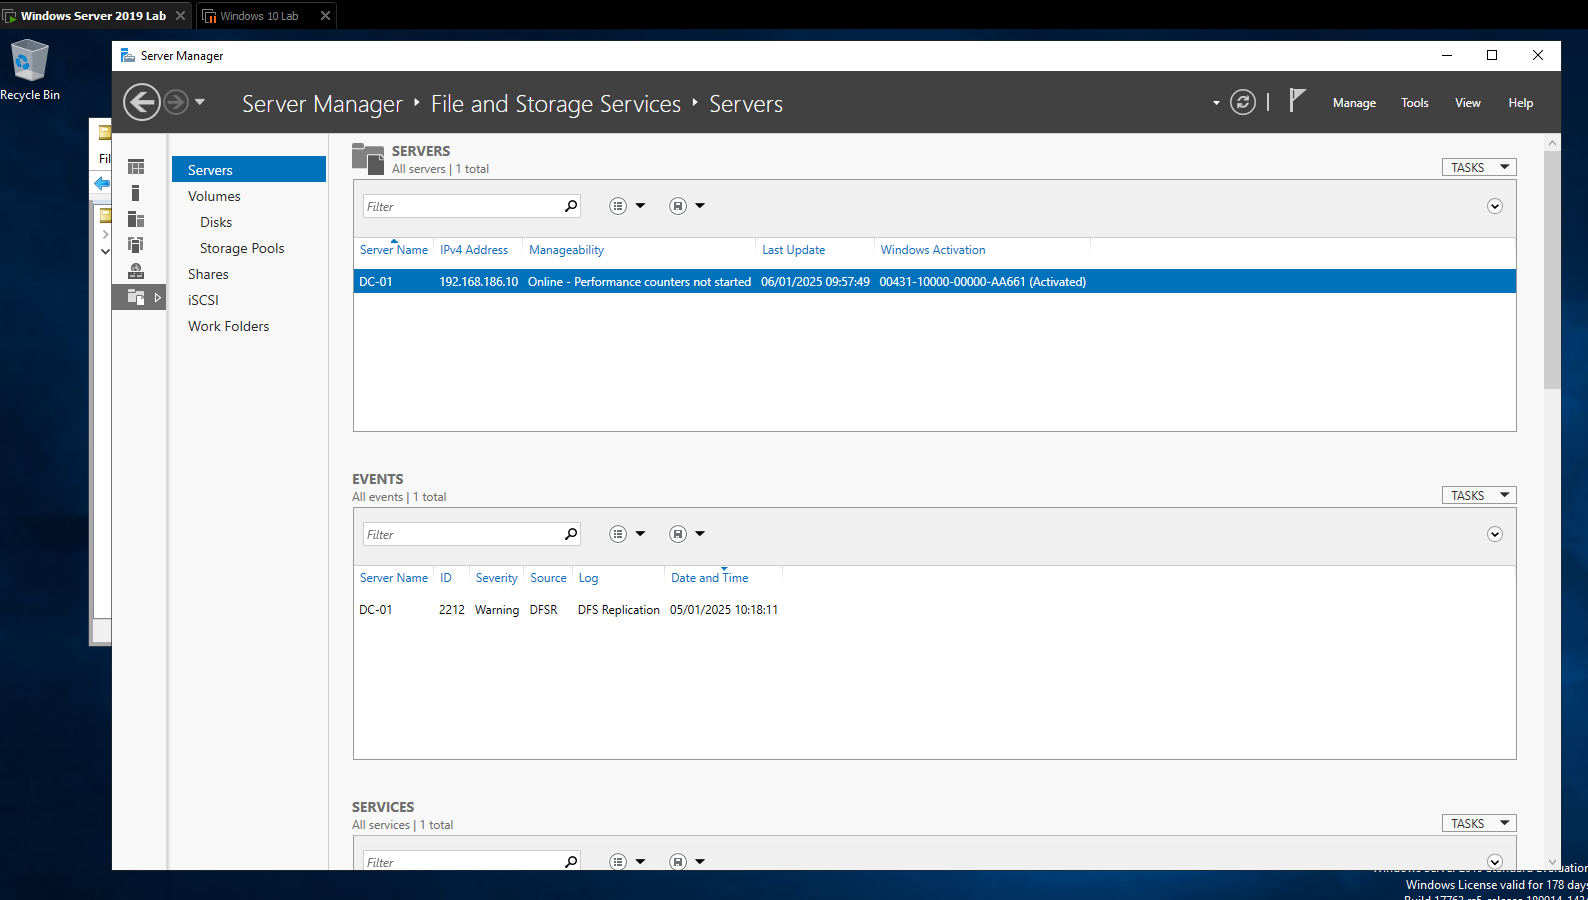 Windows Server 2019 Lab
Windows 10 Lab
Recycle Bin
Server Manager
Server Manager File and Storage Services Servers
Manage Tools View Help
Fil
Servers
Volumes
Disks
Storage Pools
Shares
iSCSI
Work Folders
SERVERS
All servers | 1 total
TASKS
Filter
Server Name IPv4 Address Manageability Last Update Windows Activation
DC-01 192.168.186.10 Online - Performance counters not started 06/01/2025 09:57:49 00431-10000-00000-AA661 (Activated)
EVENTS
All events | 1 total
TASKS
Filter
Server Name ID Severity Source Log Date and Time
DC-01 2212 Warning DFSR DFS Replication 05/01/2025 10:18:11
SERVICES
All services | 1 total
TASKS
Filter
Windows Server 2019 Standard Evaluation
Windows License valid for 178 days